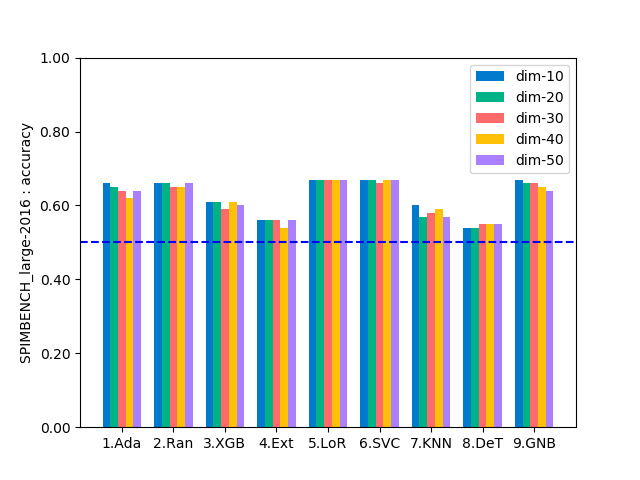 1.00
0.80
0.60
0.40
0.20
0.00
SPIMBENCH_large-2016 : accuracy
dim-10
dim-20
dim-30
dim-40
dim-50
1.Ada 2.Ran 3.XGB 4.Ext 5.LoR 6.SVC 7.KNN 8.DeT 9.GNB